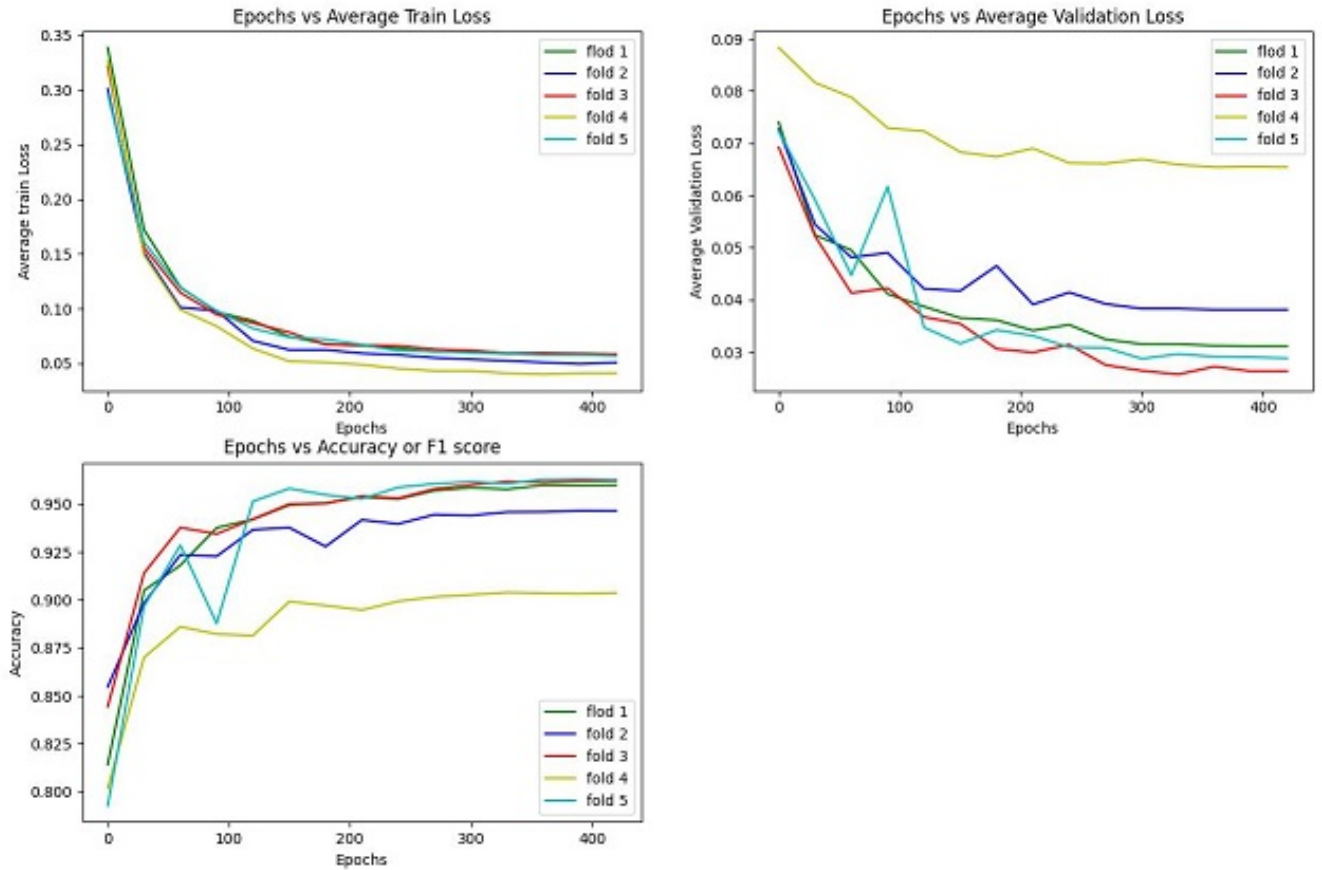 Epochs vs Average Train Loss
Average train Loss
0.35
0.30
0.25
0.20
0.15
0.10
0.05
0
100
200
300
400
Epochs
flod 1
fold 2
fold 3
fold 4
fold 5
Epochs vs Average Validation Loss
Average Validation Loss
0.09
0.08
0.07
0.06
0.05
0.04
0.03
0
100
200
300
400
Epochs
flod 1
fold 2
fold 3
fold 4
fold 5
Epochs vs Accuracy or F1 score
Accuracy
0.950
0.925
0.900
0.875
0.850
0.825
0.800
0
100
200
300
400
Epochs
flod 1
fold 2
fold 3
fold 4
fold 5